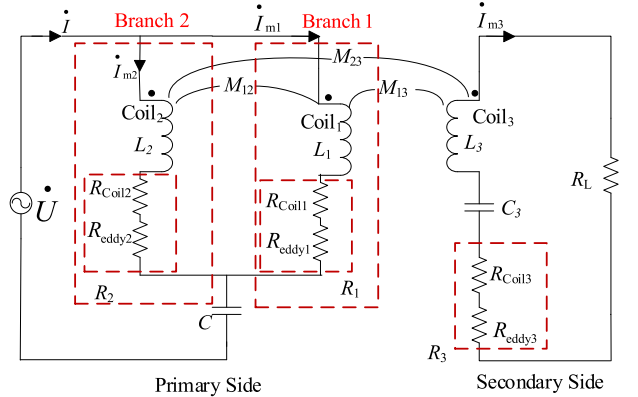 Branch 2
Branch 1
İ
İm1
İm3
İm2
M23
M12
M13
Coil2
Coil1
Coil3
L2
L1
L3
RCoil2
RCoil1
RL
C3
U̇
Reddy2
Reddy1
RCoil3
R2
R1
C
Reddy3
R3
Primary Side
Secondary Side